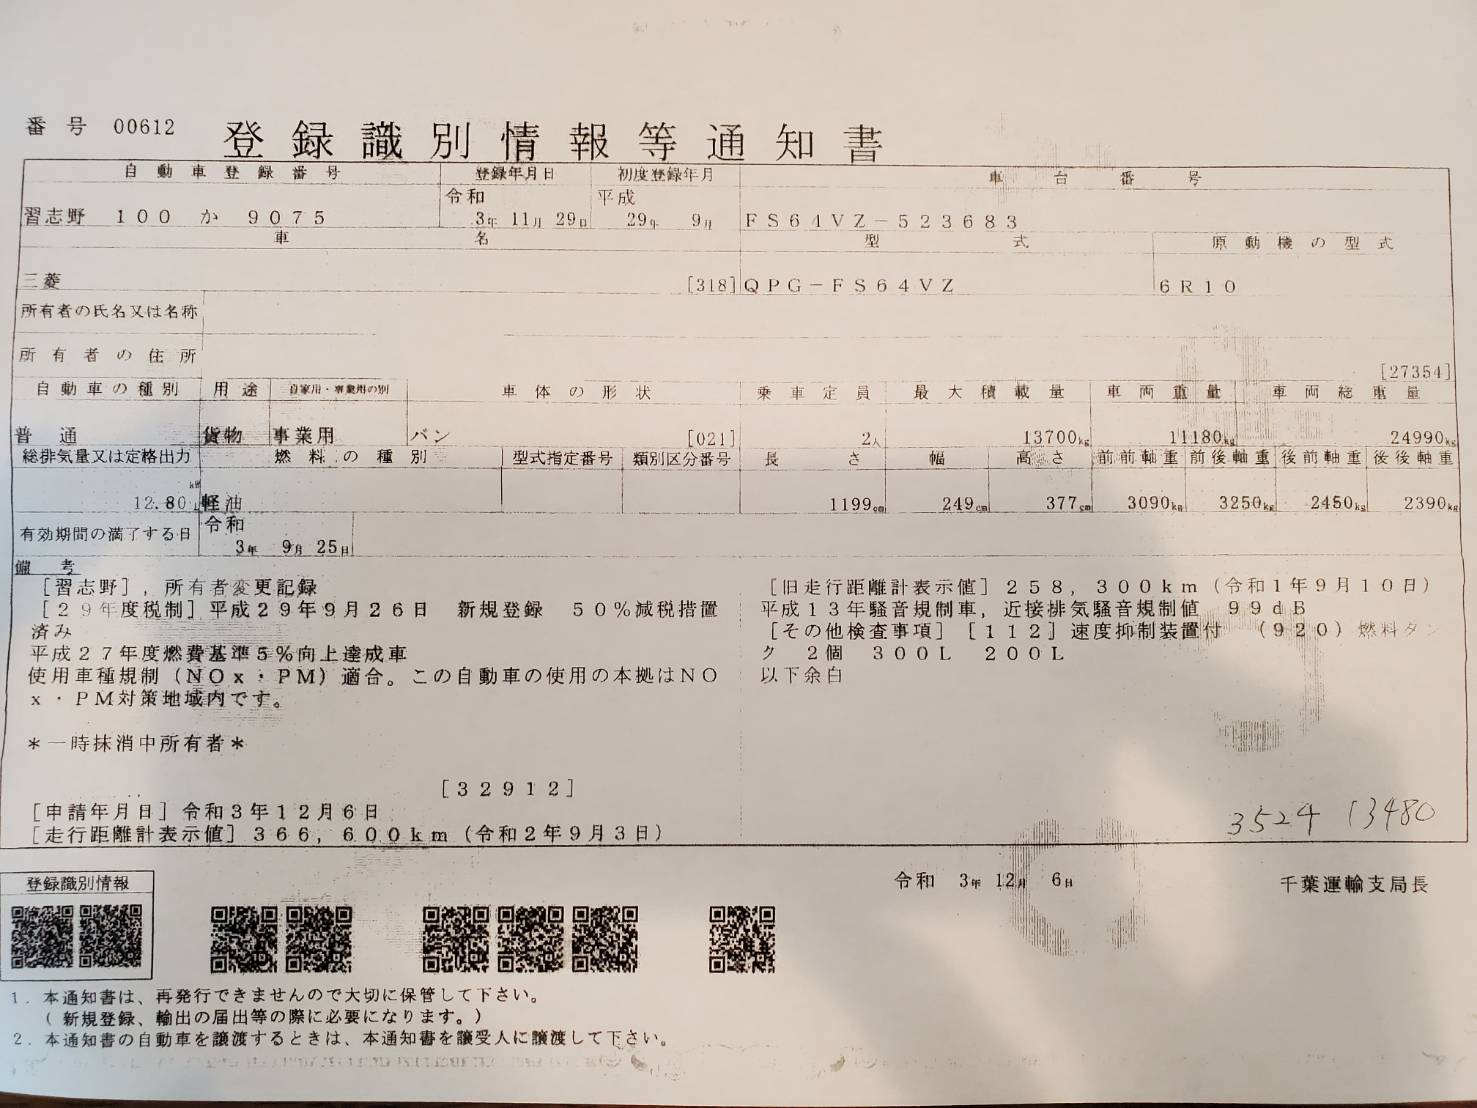 番号 00612
登録識別情報等通知書
自動車登録番号 登録年月日 初度登録年月 車台番号
習志野 100 か 9075 令和 3年 11月 29日 平成 29年 9月 FS64VZ-523683
車名 型式 原動機の型式
三菱 [318] QPG-FS64VZ 6R10
所有者の氏名又は名称
所有者の住所
[27354]
自動車の種別 用途 自家用・事業用の別 車体の形状 乗車定員 最大積載量 車両重量 車両総重量
普通 貨物 事業用 バン [021] 2人 13700kg 11180kg 24990kg
総排気量又は定格出力 燃料の種別 型式指定番号 類別区分番号 長さ 幅 高さ 前前軸重 前後軸重 後前軸重 後後軸重
kW
12.80L 軽油 1199cm 249cm 377cm 3090kg 3250kg 2450kg 2390kg
有効期間の満了する日 令和 3年 9月 25日
備考
[習志野],所有者変更記録
[29年度税制]平成29年9月26日 新規登録 50%減税措置
済み
平成27年度燃費基準5%向上達成車
使用車種規制(NOx・PM)適合。この自動車の使用の本拠はNO
x・PM対策地域内です。
*一時抹消中所有者*
[32912]
[申請年月日]令和3年12月6日
[走行距離計表示値]366,600km(令和2年9月3日)
[旧走行距離計表示値]258,300km(令和1年9月10日)
平成13年騒音規制車,近接排気騒音規制値 99dB
[その他検査事項][112]速度抑制装置付 (920)燃料タン
ク 2個 300L 200L
以下余白
3524 13480
令和 3年 12月 6日 千葉運輸支局長
登録識別情報
1.本通知書は、再発行できませんので大切に保管して下さい。
(新規登録、輸出の届出等の際に必要になります。)
2.本通知書の自動車を譲渡するときは、本通知書を譲受人に譲渡して下さい。